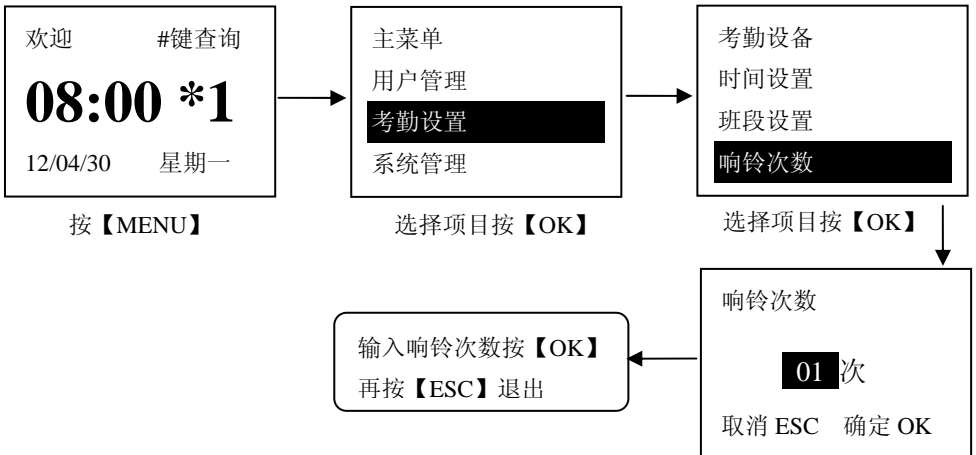 欢迎 #键查询
08:00 *1
12/04/30 星期一
按【MENU】
主菜单
用户管理
考勤设置
系统管理
选择项目按【OK】
考勤设备
时间设置
班段设置
响铃次数
选择项目按【OK】
响铃次数
01 次
取消 ESC 确定 OK
输入响铃次数按【OK】
再按【ESC】退出